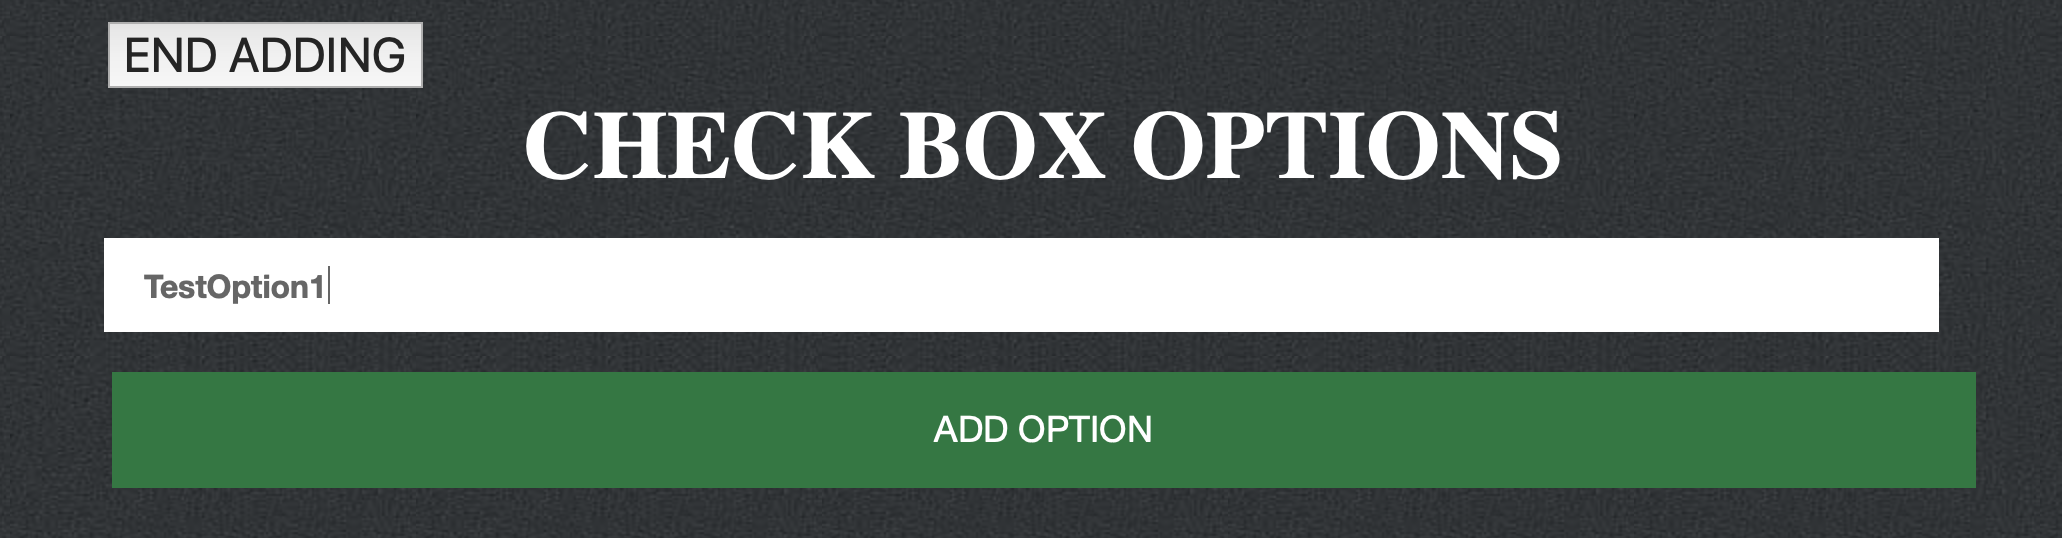 END ADDING
CHECK BOX OPTIONS
TestOption1
ADD OPTION